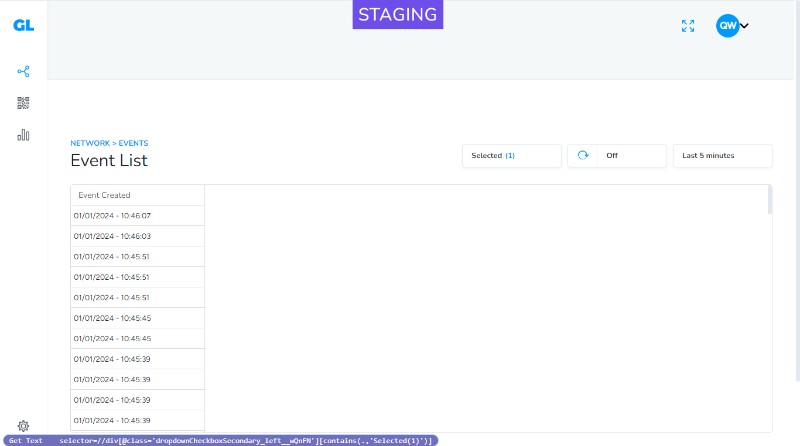 STAGING
GL
QW
NETWORK > EVENTS
Event List
Selected (1)
Off
Last 5 minutes
Event Created
01/01/2024 - 10:46:07
01/01/2024 - 10:46:03
01/01/2024 - 10:45:51
01/01/2024 - 10:45:51
01/01/2024 - 10:45:51
01/01/2024 - 10:45:45
01/01/2024 - 10:45:45
01/01/2024 - 10:45:39
01/01/2024 - 10:45:39
01/01/2024 - 10:45:39
01/01/2024 - 10:45:39
Get Text selector=//div[@class='dropdownCheckboxSecondary_left__wQnFN'][contains(.,'Selected(1)')]